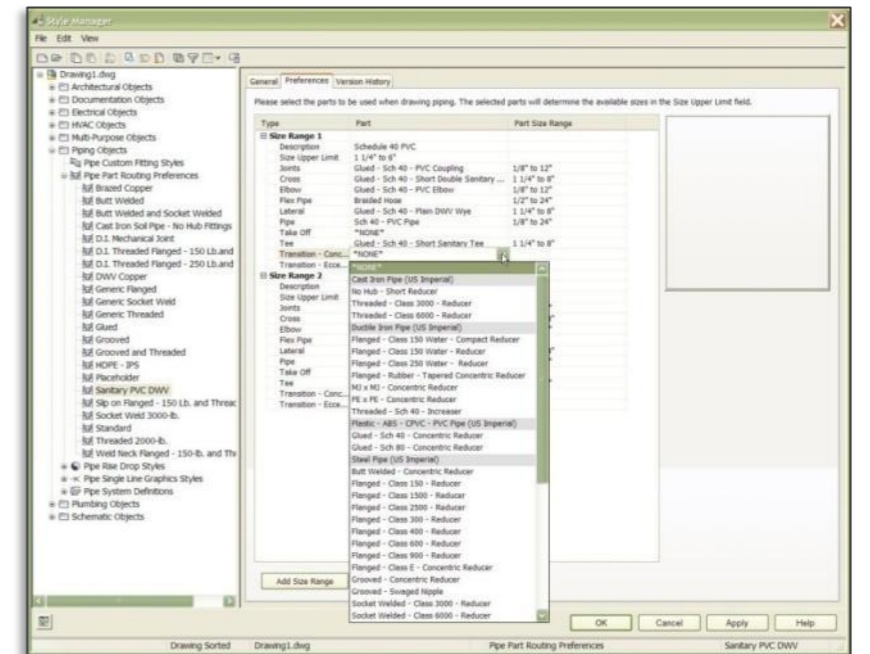 Style Manager
File Edit View
Drawing1.dwg
Architectural Objects
Documentation Objects
Electrical Objects
HVAC Objects
Multi-Purpose Objects
Piping Objects
Pipe Custom Fitting Styles
Pipe Part Routing Preferences
Brazed Copper
Butt Welded
Butt Welded and Socket Welded
Cast Iron Soil Pipe - No Hub Fittings
D.I. Mechanical Joint
D.I. Threaded Flanged - 150 Lb.and
D.I. Threaded Flanged - 250 Lb.and
DWV Copper
Generic Flanged
Generic Socket Weld
Generic Threaded
Glued
Grooved
Grooved and Threaded
HDPE - IPS
Placeholder
Sanitary PVC DWV
Slip on Flanged - 150 Lb. and Threac
Socket Weld 3000-lb.
Standard
Threaded 2000-lb.
Weld Neck Flanged - 150-lb. and Thr
Pipe Rise Drop Styles
Pipe Single Line Graphics Styles
Pipe System Definitions
Plumbing Objects
Schematic Objects
General Preferences Version History
Please select the parts to be used when drawing piping. The selected parts will determine the available sizes in the Size Upper Limit field.
Type Part Part Size Range
Size Range 1
Description Schedule 40 PVC
Size Upper Limit 1 1/4" to 6"
Joints Glued - Sch 40 - PVC Coupling 1/8" to 12"
Cross Glued - Sch 40 - Short Double Sanitary ... 1 1/4" to 8"
Elbow Glued - Sch 40 - PVC Elbow 1/8" to 12"
Flex Pipe Braided Hose 1/2" to 24"
Lateral Glued - Sch 40 - Plain DWV Wye 1 1/4" to 8"
Pipe Sch 40 - PVC Pipe 1/8" to 24"
Take Off *NONE*
Tee Glued - Sch 40 - Short Sanitary Tee 1 1/4" to 8"
Transition - Conc... *NONE*
Transition - Ecce...
Size Range 2
Description
Size Upper Limit
Joints
Cross
Elbow
Flex Pipe
Lateral
Pipe
Take Off
Tee
Transition - Conc...
Transition - Ecce...
*NONE*
Cast Iron Pipe (US Imperial)
No Hub - Short Reducer
Threaded - Class 3000 - Reducer
Threaded - Class 6000 - Reducer
Ductile Iron Pipe (US Imperial)
Flanged - Class 150 Water - Compact Reducer
Flanged - Class 150 Water - Reducer
Flanged - Class 250 Water - Reducer
Flanged - Rubber - Tapered Concentric Reducer
MJ x MJ - Concentric Reducer
PE x PE - Concentric Reducer
Threaded - Sch 40 - Increaser
Plastic - ABS - CPVC - PVC Pipe (US Imperial)
Glued - Sch 40 - Concentric Reducer
Glued - Sch 80 - Concentric Reducer
Steel Pipe (US Imperial)
Butt Welded - Concentric Reducer
Flanged - Class 150 - Reducer
Flanged - Class 1500 - Reducer
Flanged - Class 2500 - Reducer
Flanged - Class 300 - Reducer
Flanged - Class 400 - Reducer
Flanged - Class 600 - Reducer
Flanged - Class 900 - Reducer
Flanged - Class E - Concentric Reducer
Grooved - Concentric Reducer
Grooved - Swaged Nipple
Socket Welded - Class 3000 - Reducer
Socket Welded - Class 6000 - Reducer
Add Size Range
OK Cancel Apply Help
Drawing Sorted Drawing1.dwg Pipe Part Routing Preferences Sanitary PVC DWV